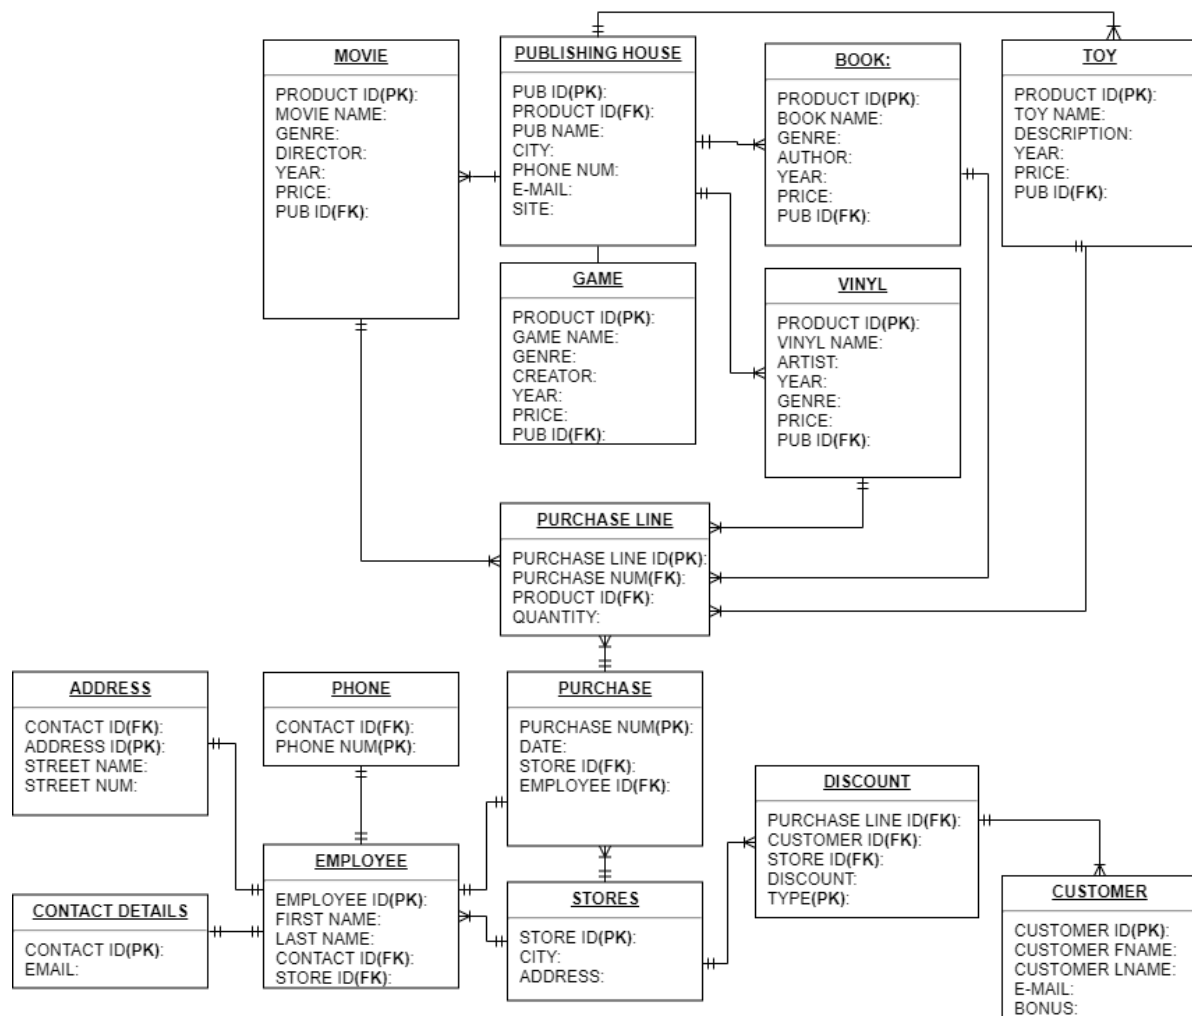 MOVIE
PRODUCT ID(PK):
MOVIE NAME:
GENRE:
DIRECTOR:
YEAR:
PRICE:
PUB ID(FK):
PUBLISHING HOUSE
PUB ID(PK):
PRODUCT ID(FK):
PUB NAME:
CITY:
PHONE NUM:
E-MAIL:
SITE:
BOOK:
PRODUCT ID(PK):
BOOK NAME:
GENRE:
AUTHOR:
YEAR:
PRICE:
PUB ID(FK):
TOY
PRODUCT ID(PK):
TOY NAME:
DESCRIPTION:
YEAR:
PRICE:
PUB ID(FK):
GAME
PRODUCT ID(PK):
GAME NAME:
GENRE:
CREATOR:
YEAR:
PRICE:
PUB ID(FK):
VINYL
PRODUCT ID(PK):
VINYL NAME:
ARTIST:
YEAR:
GENRE:
PRICE:
PUB ID(FK):
PURCHASE LINE
PURCHASE LINE ID(PK):
PURCHASE NUM(FK):
PRODUCT ID(FK):
QUANTITY:
ADDRESS
CONTACT ID(FK):
ADDRESS ID(PK):
STREET NAME:
STREET NUM:
PHONE
CONTACT ID(FK):
PHONE NUM(PK):
PURCHASE
PURCHASE NUM(PK):
DATE:
STORE ID(FK):
EMPLOYEE ID(FK):
DISCOUNT
PURCHASE LINE ID(FK):
CUSTOMER ID(FK):
STORE ID(FK):
DISCOUNT:
TYPE(PK):
CONTACT DETAILS
CONTACT ID(PK):
EMAIL:
EMPLOYEE
EMPLOYEE ID(PK):
FIRST NAME:
LAST NAME:
CONTACT ID(FK):
STORE ID(FK):
STORES
STORE ID(PK):
CITY:
ADDRESS:
CUSTOMER
CUSTOMER ID(PK):
CUSTOMER FNAME:
CUSTOMER LNAME:
E-MAIL:
BONUS: